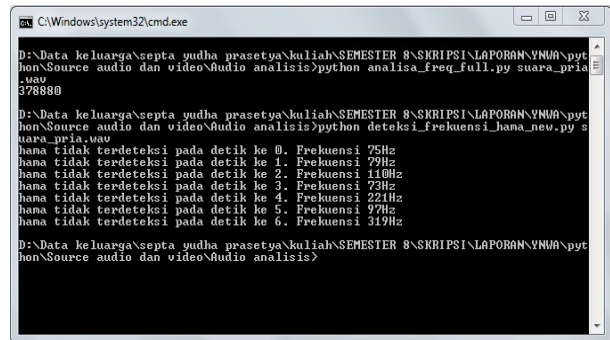 C:\Windows\system32\cmd.exe
D:\Data keluarga\septa yudha prasetya\kuliah\SEMESTER 8\SKRIPSI\LAPORAN\YNWA\pyt
hon\Source audio dan video\Audio analisis>python analisa_freq_full.py suara_pria
.wav
378880
D:\Data keluarga\septa yudha prasetya\kuliah\SEMESTER 8\SKRIPSI\LAPORAN\YNWA\pyt
hon\Source audio dan video\Audio analisis>python deteksi_frekuensi_hama_new.py s
uara_pria.wav
hama tidak terdeteksi pada detik ke 0. Frekuensi 75Hz
hama tidak terdeteksi pada detik ke 1. Frekuensi 79Hz
hama tidak terdeteksi pada detik ke 2. Frekuensi 110Hz
hama tidak terdeteksi pada detik ke 3. Frekuensi 73Hz
hama tidak terdeteksi pada detik ke 4. Frekuensi 221Hz
hama tidak terdeteksi pada detik ke 5. Frekuensi 97Hz
hama tidak terdeteksi pada detik ke 6. Frekuensi 319Hz
D:\Data keluarga\septa yudha prasetya\kuliah\SEMESTER 8\SKRIPSI\LAPORAN\YNWA\pyt
hon\Source audio dan video\Audio analisis>